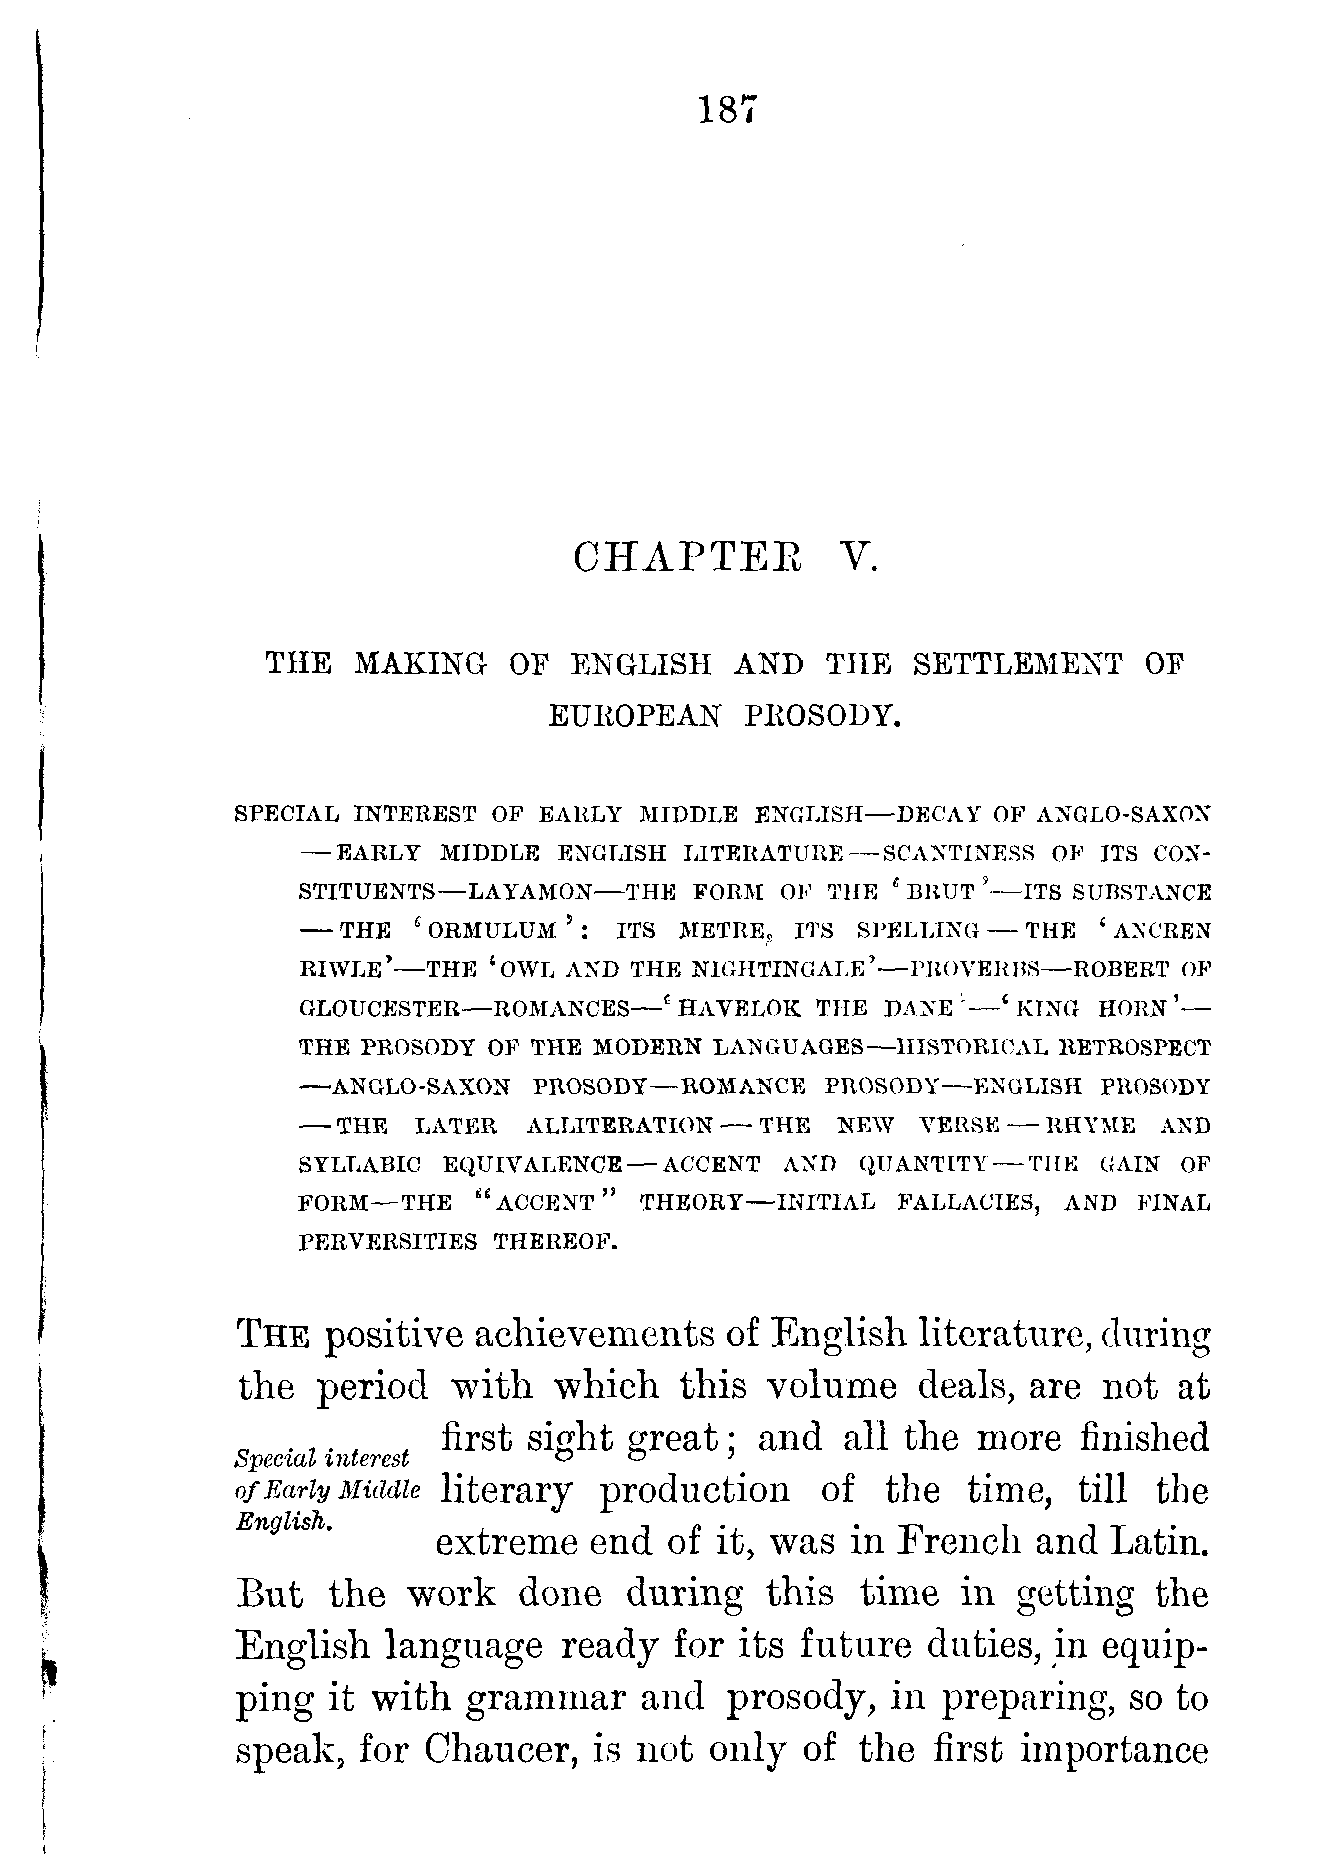 187
CHAPTER V.
THE MAKING OF ENGLISH AND THE SETTLEMENT OF
EUROPEAN PROSODY.
SPECIAL INTEREST OF EARLY MIDDLE ENGLISH—DECAY OF ANGLO-SAXON
—EARLY MIDDLE ENGLISH LITERATURE—SCANTINESS OF ITS CON-
STITUENTS—LAYAMON—THE FORM OF THE ‘BRUT’—ITS SUBSTANCE
—THE ‘ORMULUM’: ITS METRE, ITS SPELLING—THE ‘ANCREN
RIWLE’—THE ‘OWL AND THE NIGHTINGALE’—PROVERBS—ROBERT OF
GLOUCESTER—ROMANCES—‘HAVELOK THE DANE’—‘KING HORN’—
THE PROSODY OF THE MODERN LANGUAGES—HISTORICAL RETROSPECT
—ANGLO-SAXON PROSODY—ROMANCE PROSODY—ENGLISH PROSODY
—THE LATER ALLITERATION—THE NEW VERSE—RHYME AND
SYLLABIC EQUIVALENCE—ACCENT AND QUANTITY—THE GAIN OF
FORM—THE “ACCENT” THEORY—INITIAL FALLACIES, AND FINAL
PERVERSITIES THEREOF.
THE positive achievements of English literature, during
the period with which this volume deals, are not at
first sight great; and all the more finished
Special interest
of Early Middle
English.
literary production of the time, till the
extreme end of it, was in French and Latin.
But the work done during this time in getting the
English language ready for its future duties, in equip-
ping it with grammar and prosody, in preparing, so to
speak, for Chaucer, is not only of the first importance